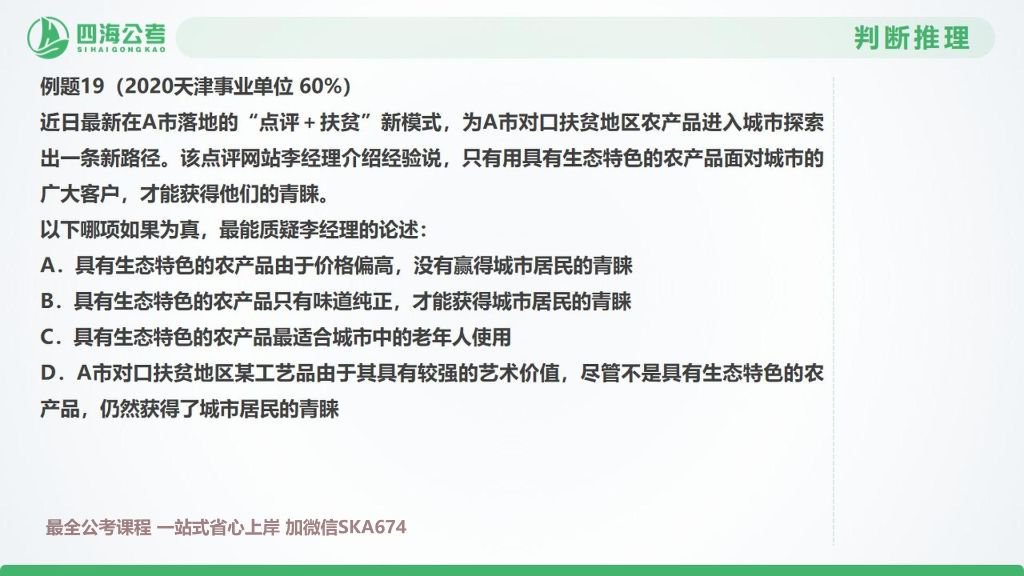 四海公考
SIHAIGONGKAO
判断推理
例题19（2020天津事业单位 60%）
近日最新在A市落地的“点评＋扶贫”新模式，为A市对口扶贫地区农产品进入城市探索
出一条新路径。该点评网站李经理介绍经验说，只有用具有生态特色的农产品面对城市的
广大客户，才能获得他们的青睐。
以下哪项如果为真，最能质疑李经理的论述：
A．具有生态特色的农产品由于价格偏高，没有赢得城市居民的青睐
B．具有生态特色的农产品只有味道纯正，才能获得城市居民的青睐
C．具有生态特色的农产品最适合城市中的老年人使用
D．A市对口扶贫地区某工艺品由于其具有较强的艺术价值，尽管不是具有生态特色的农
产品，仍然获得了城市居民的青睐
最全公考课程 一站式省心上岸 加微信SKA674